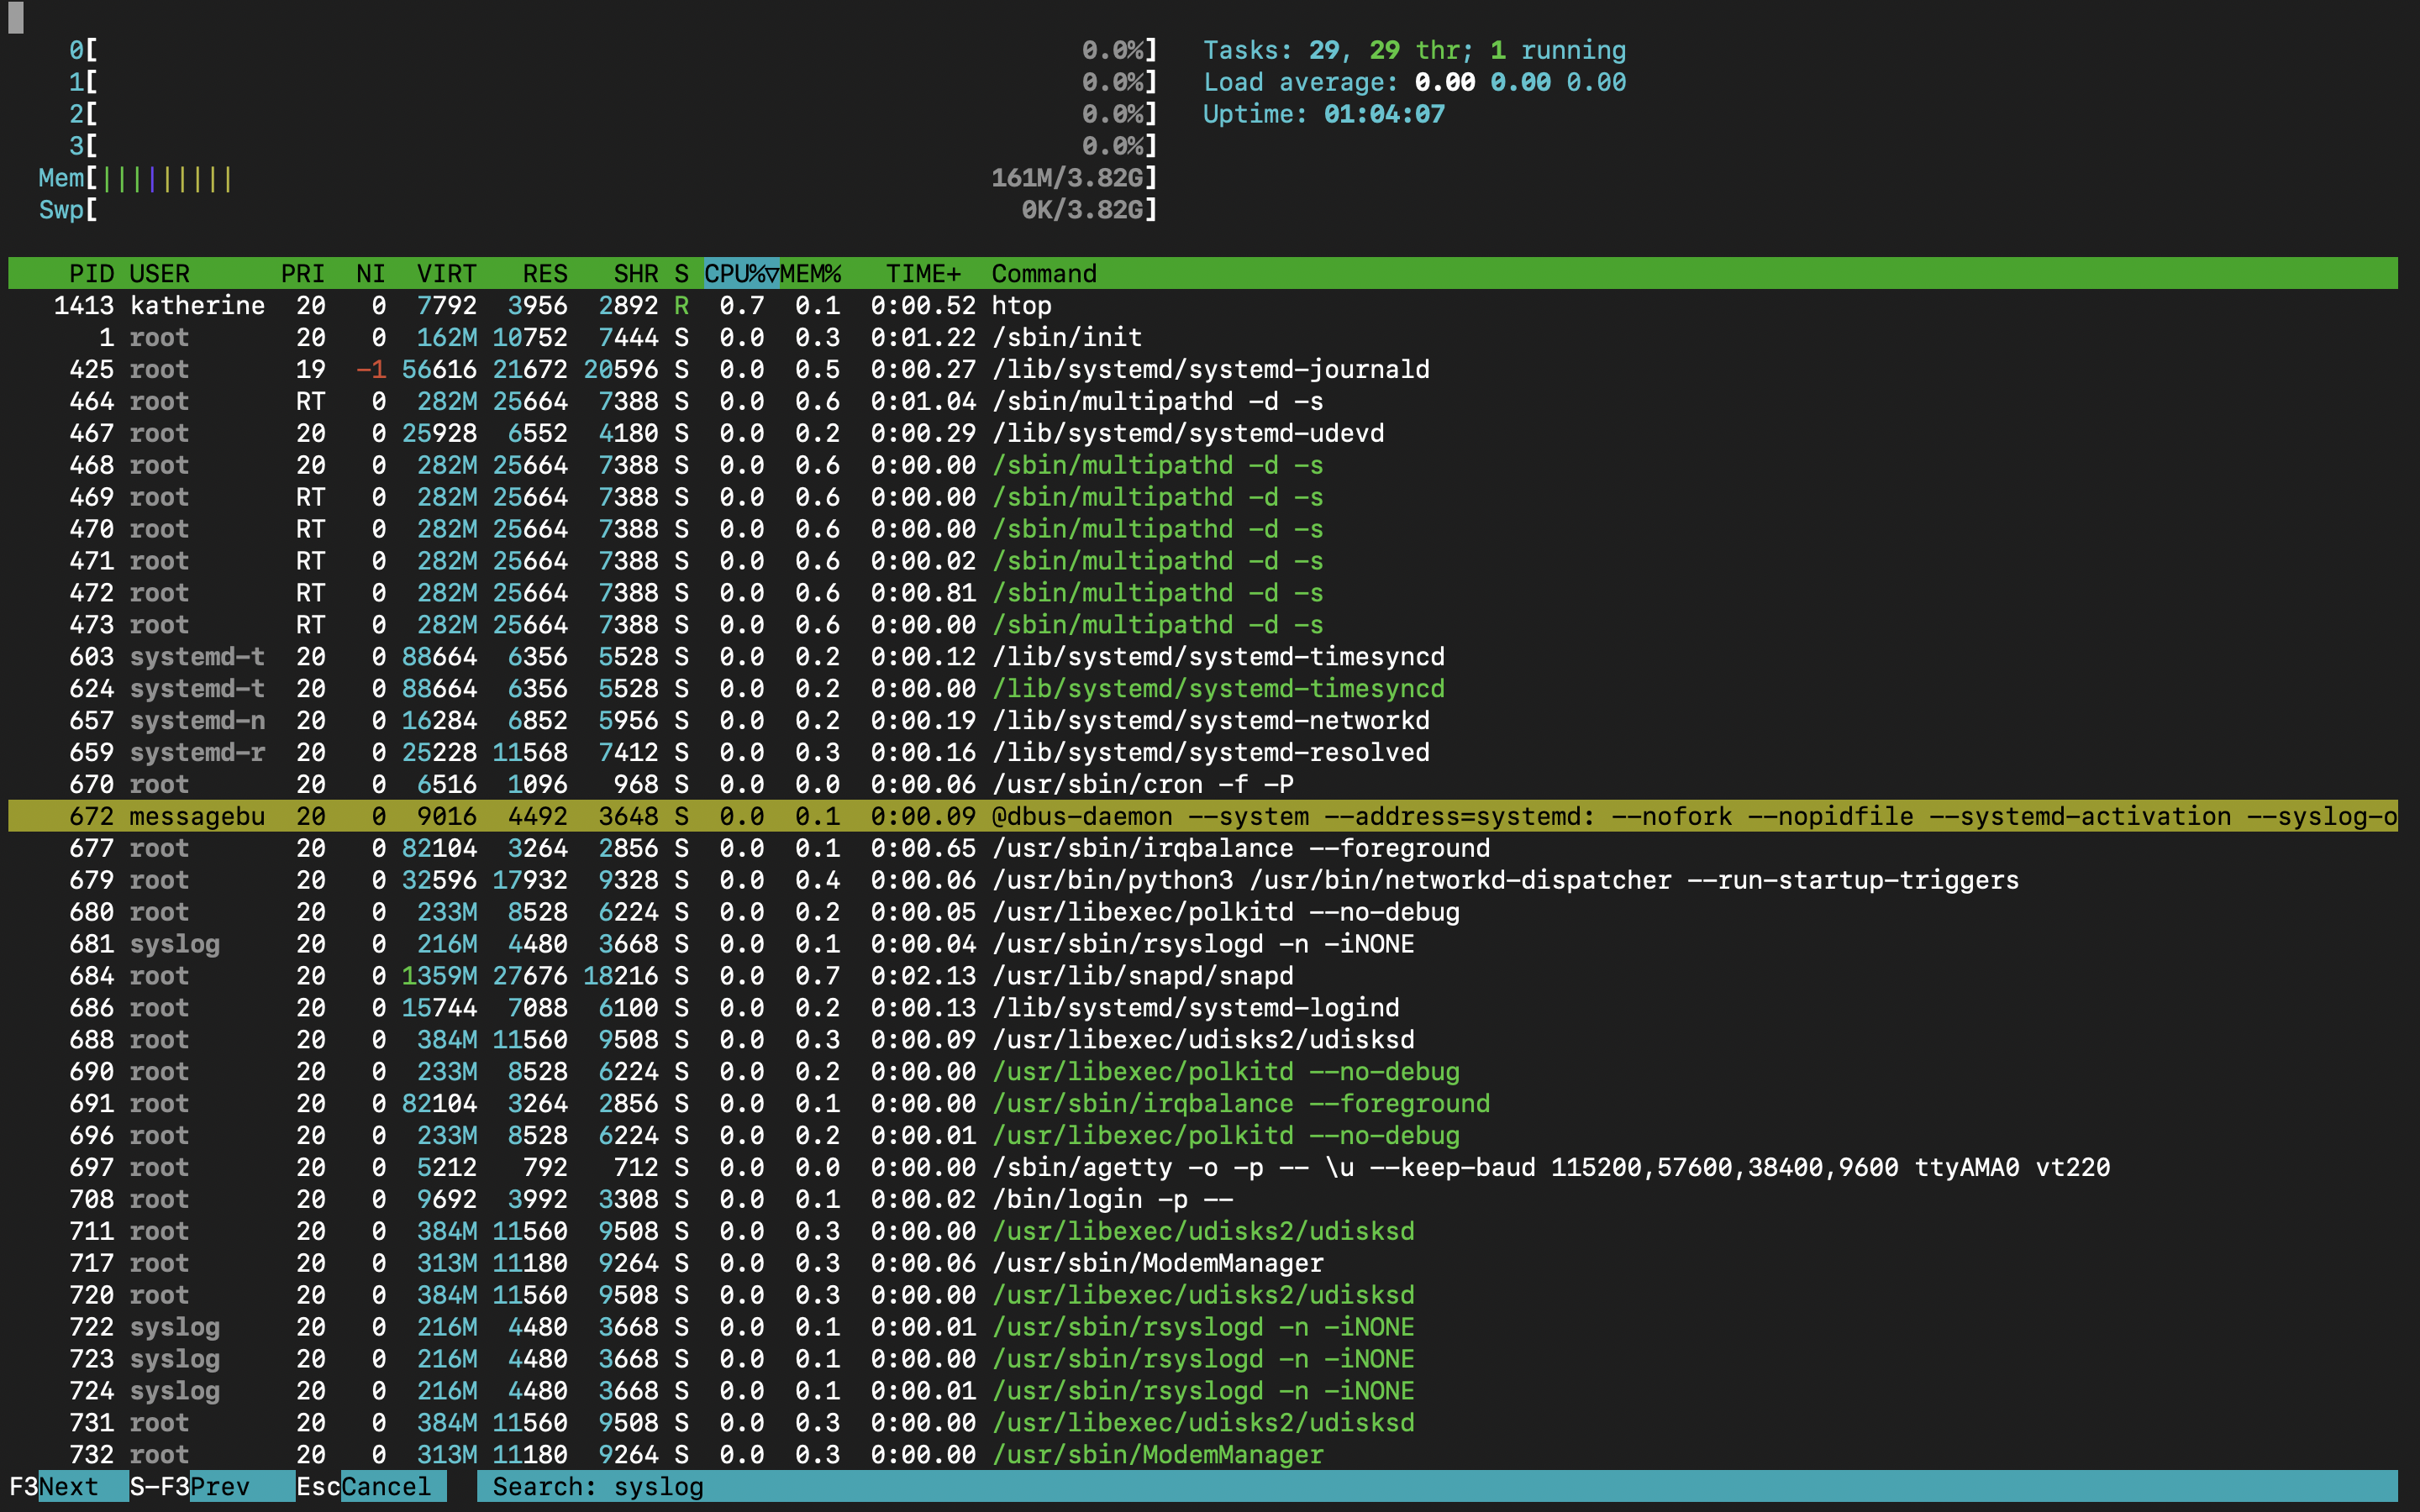 0[ 0.0%] Tasks: 29, 29 thr; 1 running
1[ 0.0%] Load average: 0.00 0.00 0.00
2[ 0.0%] Uptime: 01:04:07
3[ 0.0%]
Mem[||||||||| 161M/3.82G]
Swp[ 0K/3.82G]
PID USER PRI NI VIRT RES SHR S CPU%▽MEM% TIME+ Command
1413 katherine 20 0 7792 3956 2892 R 0.7 0.1 0:00.52 htop
1 root 20 0 162M 10752 7444 S 0.0 0.3 0:01.22 /sbin/init
425 root 19 -1 56616 21672 20596 S 0.0 0.5 0:00.27 /lib/systemd/systemd-journald
464 root RT 0 282M 25664 7388 S 0.0 0.6 0:01.04 /sbin/multipathd -d -s
467 root 20 0 25928 6552 4180 S 0.0 0.2 0:00.29 /lib/systemd/systemd-udevd
468 root 20 0 282M 25664 7388 S 0.0 0.6 0:00.00 /sbin/multipathd -d -s
469 root RT 0 282M 25664 7388 S 0.0 0.6 0:00.00 /sbin/multipathd -d -s
470 root RT 0 282M 25664 7388 S 0.0 0.6 0:00.00 /sbin/multipathd -d -s
471 root RT 0 282M 25664 7388 S 0.0 0.6 0:00.02 /sbin/multipathd -d -s
472 root RT 0 282M 25664 7388 S 0.0 0.6 0:00.81 /sbin/multipathd -d -s
473 root RT 0 282M 25664 7388 S 0.0 0.6 0:00.00 /sbin/multipathd -d -s
603 systemd-t 20 0 88664 6356 5528 S 0.0 0.2 0:00.12 /lib/systemd/systemd-timesyncd
624 systemd-t 20 0 88664 6356 5528 S 0.0 0.2 0:00.00 /lib/systemd/systemd-timesyncd
657 systemd-n 20 0 16284 6852 5956 S 0.0 0.2 0:00.19 /lib/systemd/systemd-networkd
659 systemd-r 20 0 25228 11568 7412 S 0.0 0.3 0:00.16 /lib/systemd/systemd-resolved
670 root 20 0 6516 1096 968 S 0.0 0.0 0:00.06 /usr/sbin/cron -f -P
672 messagebu 20 0 9016 4492 3648 S 0.0 0.1 0:00.09 @dbus-daemon --system --address=systemd: --nofork --nopidfile --systemd-activation --syslog-o
677 root 20 0 82104 3264 2856 S 0.0 0.1 0:00.65 /usr/sbin/irqbalance --foreground
679 root 20 0 32596 17932 9328 S 0.0 0.4 0:00.06 /usr/bin/python3 /usr/bin/networkd-dispatcher --run-startup-triggers
680 root 20 0 233M 8528 6224 S 0.0 0.2 0:00.05 /usr/libexec/polkitd --no-debug
681 syslog 20 0 216M 4480 3668 S 0.0 0.1 0:00.04 /usr/sbin/rsyslogd -n -iNONE
684 root 20 0 1359M 27676 18216 S 0.0 0.7 0:02.13 /usr/lib/snapd/snapd
686 root 20 0 15744 7088 6100 S 0.0 0.2 0:00.13 /lib/systemd/systemd-logind
688 root 20 0 384M 11560 9508 S 0.0 0.3 0:00.09 /usr/libexec/udisks2/udisksd
690 root 20 0 233M 8528 6224 S 0.0 0.2 0:00.00 /usr/libexec/polkitd --no-debug
691 root 20 0 82104 3264 2856 S 0.0 0.1 0:00.00 /usr/sbin/irqbalance --foreground
696 root 20 0 233M 8528 6224 S 0.0 0.2 0:00.01 /usr/libexec/polkitd --no-debug
697 root 20 0 5212 792 712 S 0.0 0.0 0:00.00 /sbin/agetty -o -p -- \u --keep-baud 115200,57600,38400,9600 ttyAMA0 vt220
708 root 20 0 9692 3992 3308 S 0.0 0.1 0:00.02 /bin/login -p --
711 root 20 0 384M 11560 9508 S 0.0 0.3 0:00.00 /usr/libexec/udisks2/udisksd
717 root 20 0 313M 11180 9264 S 0.0 0.3 0:00.06 /usr/sbin/ModemManager
720 root 20 0 384M 11560 9508 S 0.0 0.3 0:00.00 /usr/libexec/udisks2/udisksd
722 syslog 20 0 216M 4480 3668 S 0.0 0.1 0:00.01 /usr/sbin/rsyslogd -n -iNONE
723 syslog 20 0 216M 4480 3668 S 0.0 0.1 0:00.00 /usr/sbin/rsyslogd -n -iNONE
724 syslog 20 0 216M 4480 3668 S 0.0 0.1 0:00.01 /usr/sbin/rsyslogd -n -iNONE
731 root 20 0 384M 11560 9508 S 0.0 0.3 0:00.00 /usr/libexec/udisks2/udisksd
732 root 20 0 313M 11180 9264 S 0.0 0.3 0:00.00 /usr/sbin/ModemManager
F3Next S-F3Prev EscCancel Search: syslog